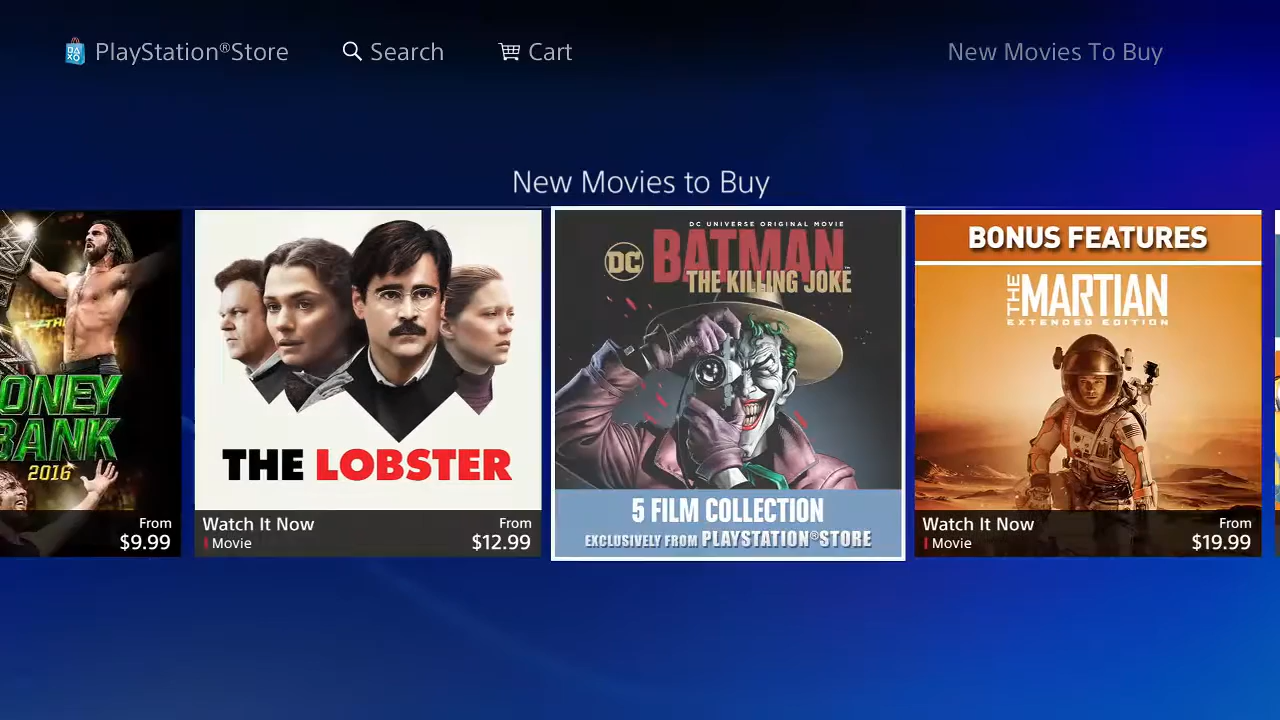 PlayStation®Store
Search
Cart
New Movies To Buy
New Movies to Buy
ONEY
BANK
2016
From
$9.99
THE LOBSTER
Watch It Now
Movie
From
$12.99
DC UNIVERSE ORIGINAL MOVIE
DC
BATMAN
THE KILLING JOKE
5 FILM COLLECTION
EXCLUSIVELY FROM PLAYSTATION®STORE
BONUS FEATURES
THE MARTIAN
EXTENDED EDITION
Watch It Now
Movie
From
$19.99